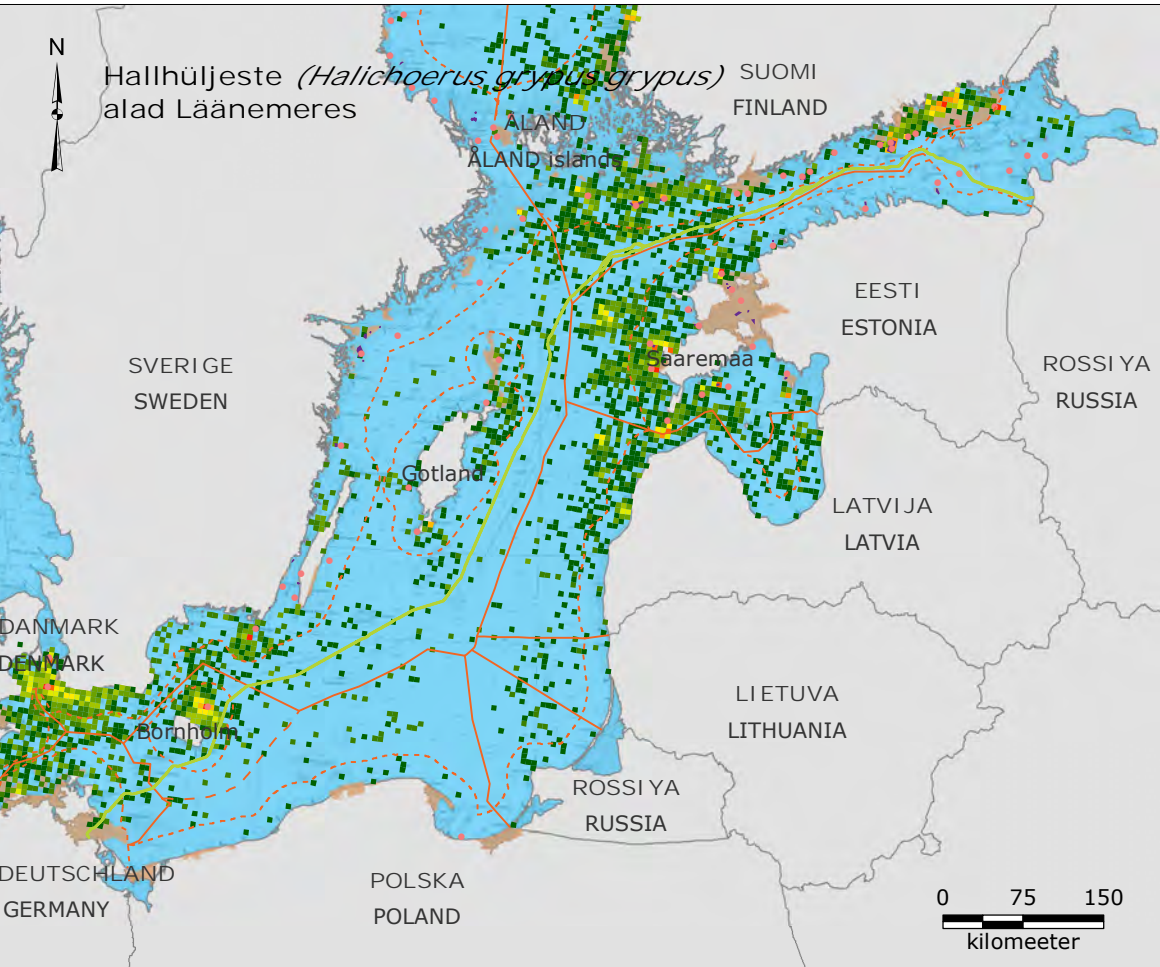 N
Hallhüljeste (Halichoerus grypus grypus)
alad Läänemeres
SUOMI
FINLAND
ÅLAND
ÅLAND islands
EESTI
ESTONIA
SVERIGE
SWEDEN
Saaremaa
ROSSIYA
RUSSIA
Gotland
LATVIJA
LATVIA
DANMARK
DENMARK
LIETUVA
LITHUANIA
Bornholm
ROSSIYA
RUSSIA
DEUTSCHLAND
GERMANY
POLSKA
POLAND
0 75 150
kilomeeter